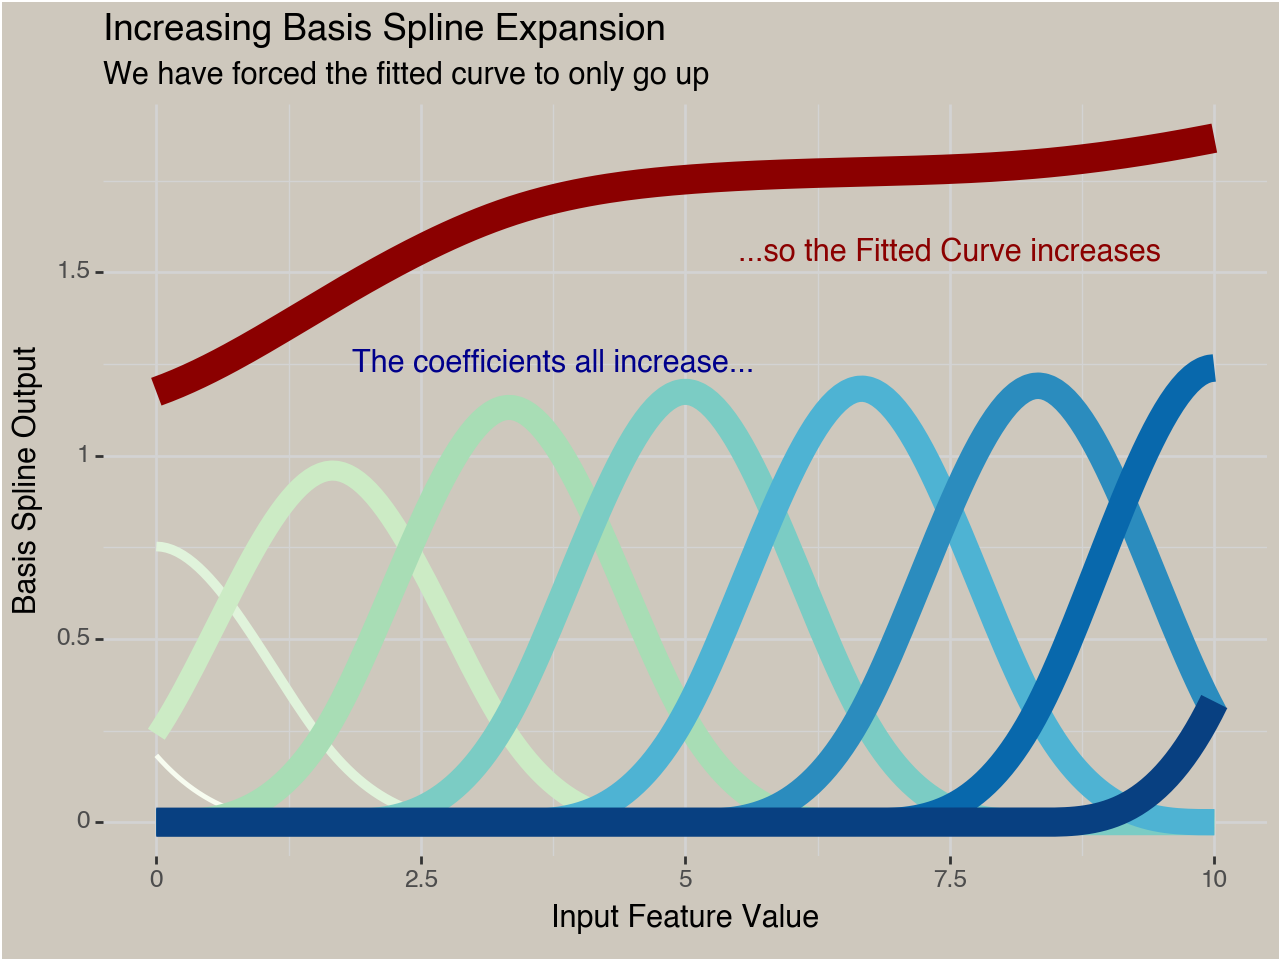 Increasing Basis Spline Expansion
We have forced the fitted curve to only go up
...so the Fitted Curve increases
The coefficients all increase...
Basis Spline Output
1.5
1
0.5
0
0 2.5 5 7.5 10
Input Feature Value